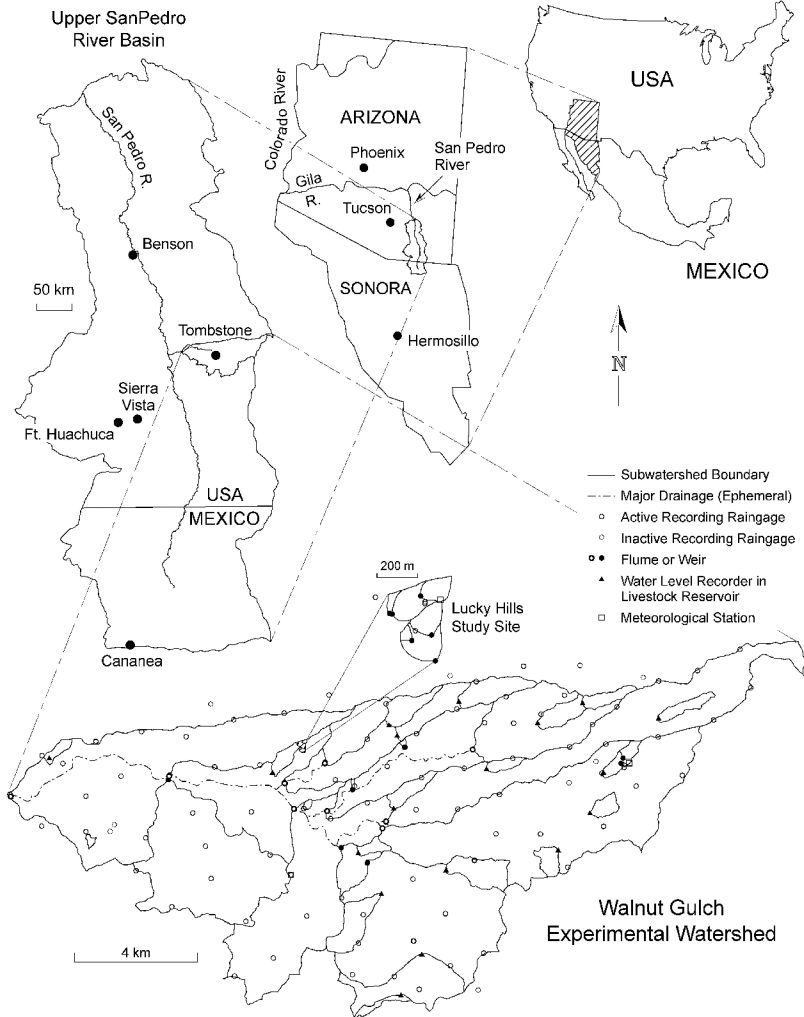 Upper SanPedro
River Basin
San Pedro R.
Benson
50 km
Tombstone
Sierra
Vista
Ft. Huachuca
USA
MEXICO
Cananea
Colorado River
ARIZONA
Phoenix
San Pedro
River
Gila
R.
Tucson
SONORA
Hermosillo
USA
MEXICO
N
Subwatershed Boundary
Major Drainage (Ephemeral)
Active Recording Raingage
Inactive Recording Raingage
Flume or Weir
Water Level Recorder in
Livestock Reservoir
Meteorological Station
200 m
Lucky Hills
Study Site
4 km
Walnut Gulch
Experimental Watershed